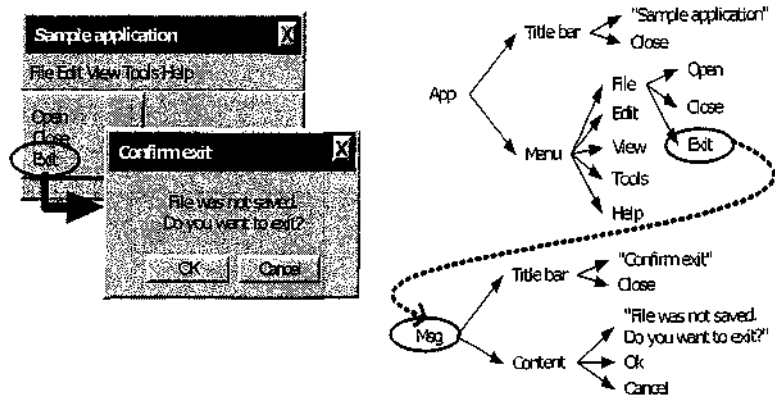 Sample application X
File Edit View Tools Help
Open
Close
Exit
Confirm exit X
File was not saved.
Do you want to exit?
OK Cancel
App
Title bar
"Sample application"
Close
Menu
File
Open
Close
Exit
Edit
View
Tools
Help
Msg
Title bar
"Confirm exit"
Close
Content
"File was not saved.
Do you want to exit?"
Ok
Cancel